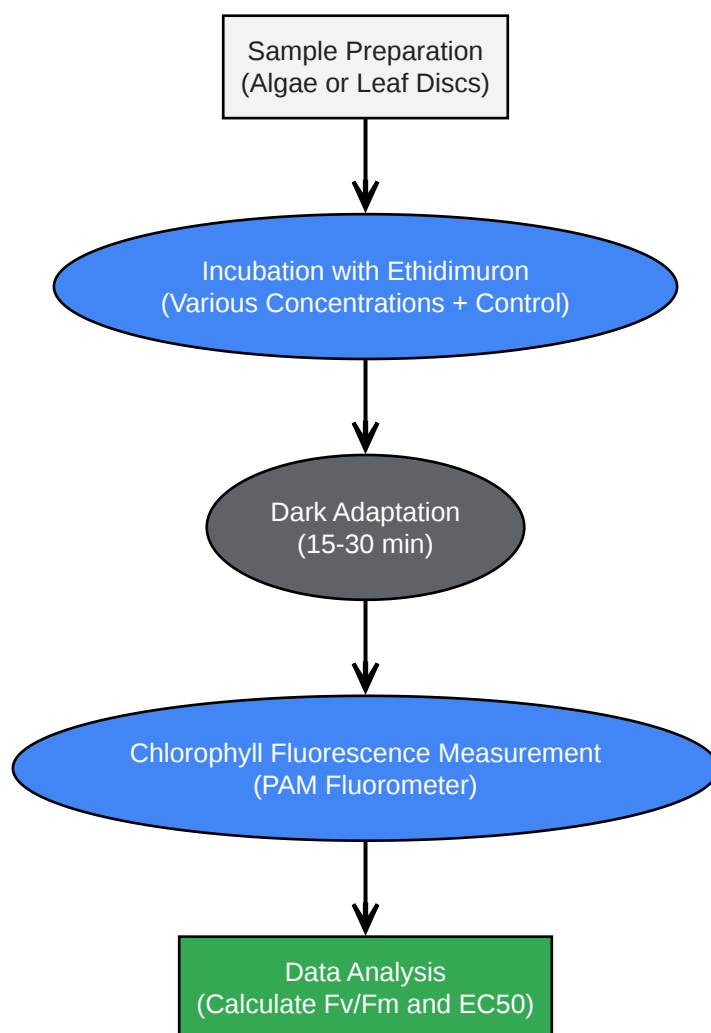 Sample Preparation
(Algae or Leaf Discs)
Incubation with Ethidimuron
(Various Concentrations + Control)
Dark Adaptation
(15-30 min)
Chlorophyll Fluorescence Measurement
(PAM Fluorometer)
Data Analysis
(Calculate Fv/Fm and EC50)